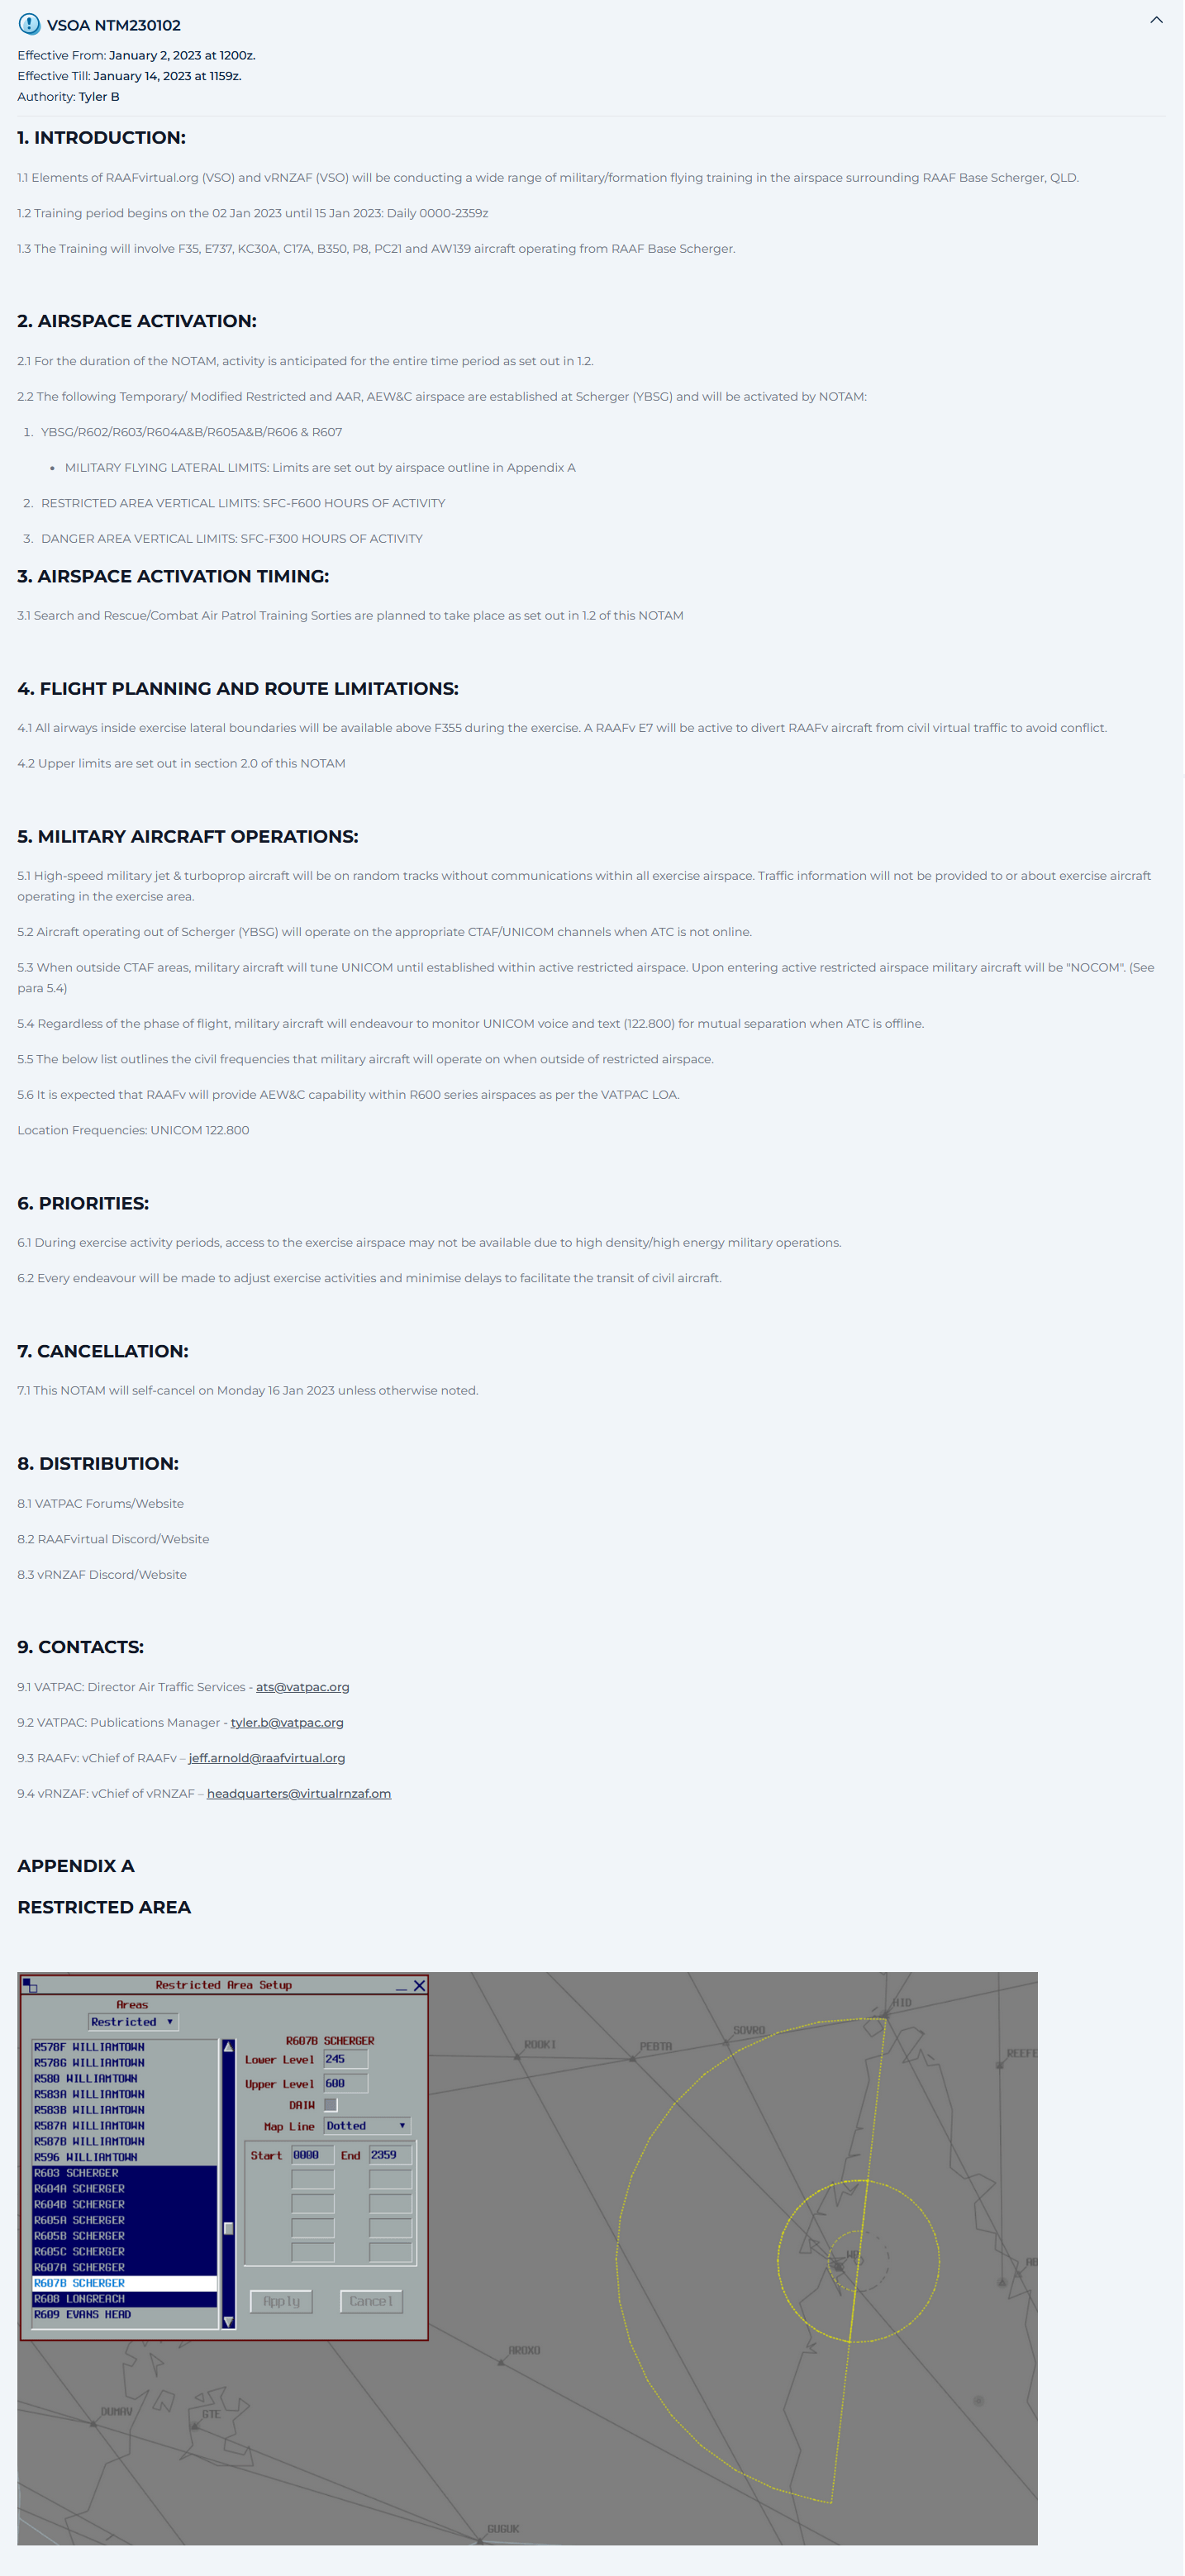 VSOA NTM230102
Effective From: January 2, 2023 at 1200z.
Effective Till: January 14, 2023 at 1159z.
Authority: Tyler B
1. INTRODUCTION:
1.1 Elements of RAAFvirtual.org (VSO) and vRNZAF (VSO) will be conducting a wide range of military/formation flying training in the airspace surrounding RAAF Base Scherger, QLD.
1.2 Training period begins on the 02 Jan 2023 until 15 Jan 2023: Daily 0000-2359z
1.3 The Training will involve F35, E737, KC30A, C17A, B350, P8, PC21 and AW139 aircraft operating from RAAF Base Scherger.
2. AIRSPACE ACTIVATION:
2.1 For the duration of the NOTAM, activity is anticipated for the entire time period as set out in 1.2.
2.2 The following Temporary/ Modified Restricted and AAR, AEW&C airspace are established at Scherger (YBSG) and will be activated by NOTAM:
1. YBSG/R602/R603/R604A&B/R605A&B/R606 & R607
• MILITARY FLYING LATERAL LIMITS: Limits are set out by airspace outline in Appendix A
2. RESTRICTED AREA VERTICAL LIMITS: SFC-F600 HOURS OF ACTIVITY
3. DANGER AREA VERTICAL LIMITS: SFC-F300 HOURS OF ACTIVITY
3. AIRSPACE ACTIVATION TIMING:
3.1 Search and Rescue/Combat Air Patrol Training Sorties are planned to take place as set out in 1.2 of this NOTAM
4. FLIGHT PLANNING AND ROUTE LIMITATIONS:
4.1 All airways inside exercise lateral boundaries will be available above F355 during the exercise. A RAAFv E7 will be active to divert RAAFv aircraft from civil virtual traffic to avoid conflict.
4.2 Upper limits are set out in section 2.0 of this NOTAM
5. MILITARY AIRCRAFT OPERATIONS:
5.1 High-speed military jet & turboprop aircraft will be on random tracks without communications within all exercise airspace. Traffic information will not be provided to or about exercise aircraft
operating in the exercise area.
5.2 Aircraft operating out of Scherger (YBSG) will operate on the appropriate CTAF/UNICOM channels when ATC is not online.
5.3 When outside CTAF areas, military aircraft will tune UNICOM until established within active restricted airspace. Upon entering active restricted airspace military aircraft will be "NOCOM". (See
para 5.4)
5.4 Regardless of the phase of flight, military aircraft will endeavour to monitor UNICOM voice and text (122.800) for mutual separation when ATC is offline.
5.5 The below list outlines the civil frequencies that military aircraft will operate on when outside of restricted airspace.
5.6 It is expected that RAAFv will provide AEW&C capability within R600 series airspaces as per the VATPAC LOA.
Location Frequencies: UNICOM 122.800
6. PRIORITIES:
6.1 During exercise activity periods, access to the exercise airspace may not be available due to high density/high energy military operations.
6.2 Every endeavour will be made to adjust exercise activities and minimise delays to facilitate the transit of civil aircraft.
7. CANCELLATION:
7.1 This NOTAM will self-cancel on Monday 16 Jan 2023 unless otherwise noted.
8. DISTRIBUTION:
8.1 VATPAC Forums/Website
8.2 RAAFvirtual Discord/Website
8.3 vRNZAF Discord/Website
9. CONTACTS:
9.1 VATPAC: Director Air Traffic Services - ats@vatpac.org
9.2 VATPAC: Publications Manager - tyler.b@vatpac.org
9.3 RAAFv: vChief of RAAFv – jeff.arnold@raafvirtual.org
9.4 vRNZAF: vChief of vRNZAF – headquarters@virtualrnzaf.om
APPENDIX A
RESTRICTED AREA
Restricted Area Setup
Areas
Restricted
R578F WILLIAMTOWN
R578G WILLIAMTOWN
R580 WILLIAMTOWN
R583A WILLIAMTOWN
R583B WILLIAMTOWN
R587A WILLIAMTOWN
R587B WILLIAMTOWN
R596 WILLIAMTOWN
R603 SCHERGER
R604A SCHERGER
R604B SCHERGER
R605A SCHERGER
R605B SCHERGER
R605C SCHERGER
R607A SCHERGER
R607B SCHERGER
R608 LONGREACH
R609 EVANS HEAD
R607B SCHERGER
Lower Level 245
Upper Level 600
DAIW
Map Line Dotted
Start 0000 End 2359
Apply Cancel
AIO
SOVRO
ROOKI
PEBTA
REEFE
AROXO
DUMAV
GTE
GUGUK